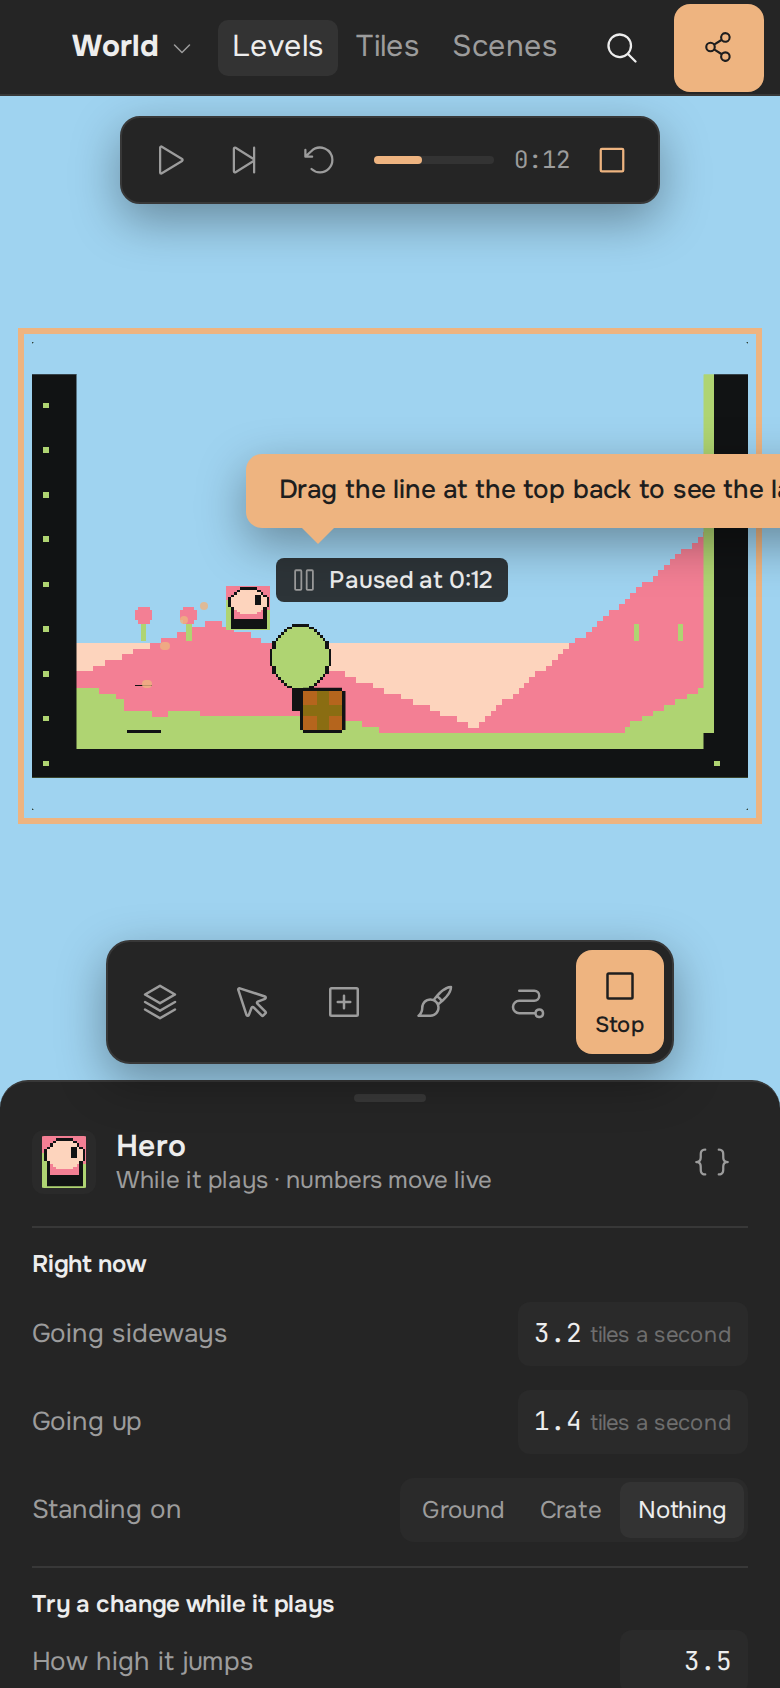 World Levels Tiles Scenes
0:12
Drag the line at the top back to see the
Paused at 0:12
Stop
Hero
While it plays · numbers move live
{ }
Right now
Going sideways 3.2 tiles a second
Going up 1.4 tiles a second
Standing on Ground Crate Nothing
Try a change while it plays
How high it jumps 3.5